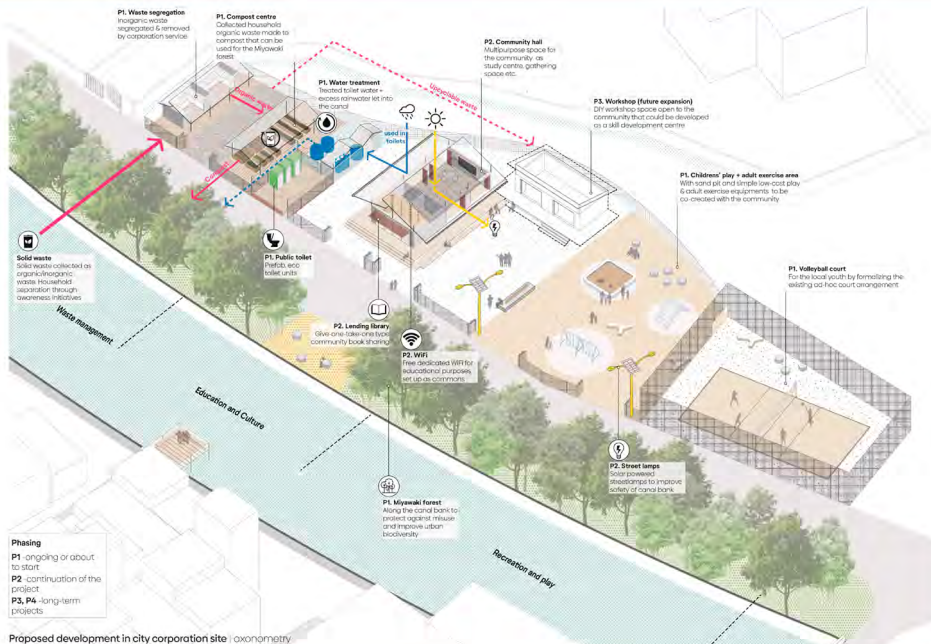 P1. Waste segregation
Inorganic waste
segregated & removed
by corporation service
P1. Compost centre
Collected household
organic waste made to
compost that can be
used for the Miyawaki
forest
P1. Water treatment
Treated toilet water +
excess rainwater let into
the canal
P2. Community hall
Multipurpose space for
the community as
study centre, gathering
space etc.
P3. Workshop (future expansion)
DIY workshop space open to the
community that could be developed
as a skill development centre
P1. Childrens' play + adult exercise area
With sand pit and simple low-cost play
& adult exercise equipments to be
co-created with the community
P1. Volleyball court
For the local youth by formalizing the
existing ad-hoc court arrangement
Organic waste
Upcyclable waste
used in
toilets
Compost
Solid waste
Solid waste collected as
organic/inorganic
waste. Household
separation through
awareness initiatives
P1. Public toilet
Prefab, eco
toilet units
P2. Lending library
Give one-take-one type
community book sharing
P2. WiFi
Free dedicated WIFI for
educational purposes,
set up as commons
P2. Street lamps
Solar powered
streetlamps to improve
safety of canal bank
P1. Miyawaki forest
Along the canal bank to
protect against misuse
and improve urban
biodiversity
Waste management
Education and Culture
Recreation and play
Phasing
P1 -ongoing or about
to start
P2 -continuation of the
project
P3, P4 -long-term
projects
Proposed development in city corporation site | axonometry